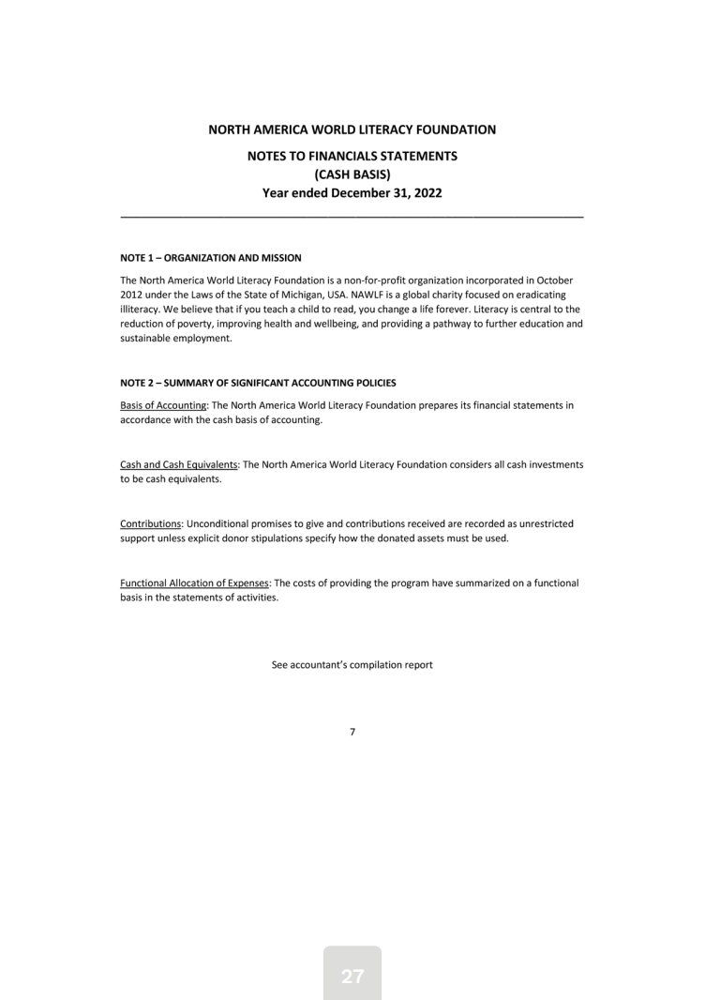 NORTH AMERICA WORLD LITERACY FOUNDATION
NOTES TO FINANCIALS STATEMENTS
(CASH BASIS)
Year ended December 31, 2022
NOTE 1 – ORGANIZATION AND MISSION
The North America World Literacy Foundation is a non-for-profit organization incorporated in October
2012 under the Laws of the State of Michigan, USA. NAWLF is a global charity focused on eradicating
illiteracy. We believe that if you teach a child to read, you change a life forever. Literacy is central to the
reduction of poverty, improving health and wellbeing, and providing a pathway to further education and
sustainable employment.
NOTE 2 – SUMMARY OF SIGNIFICANT ACCOUNTING POLICIES
Basis of Accounting: The North America World Literacy Foundation prepares its financial statements in
accordance with the cash basis of accounting.
Cash and Cash Equivalents: The North America World Literacy Foundation considers all cash investments
to be cash equivalents.
Contributions: Unconditional promises to give and contributions received are recorded as unrestricted
support unless explicit donor stipulations specify how the donated assets must be used.
Functional Allocation of Expenses: The costs of providing the program have summarized on a functional
basis in the statements of activities.
See accountant’s compilation report
7
27